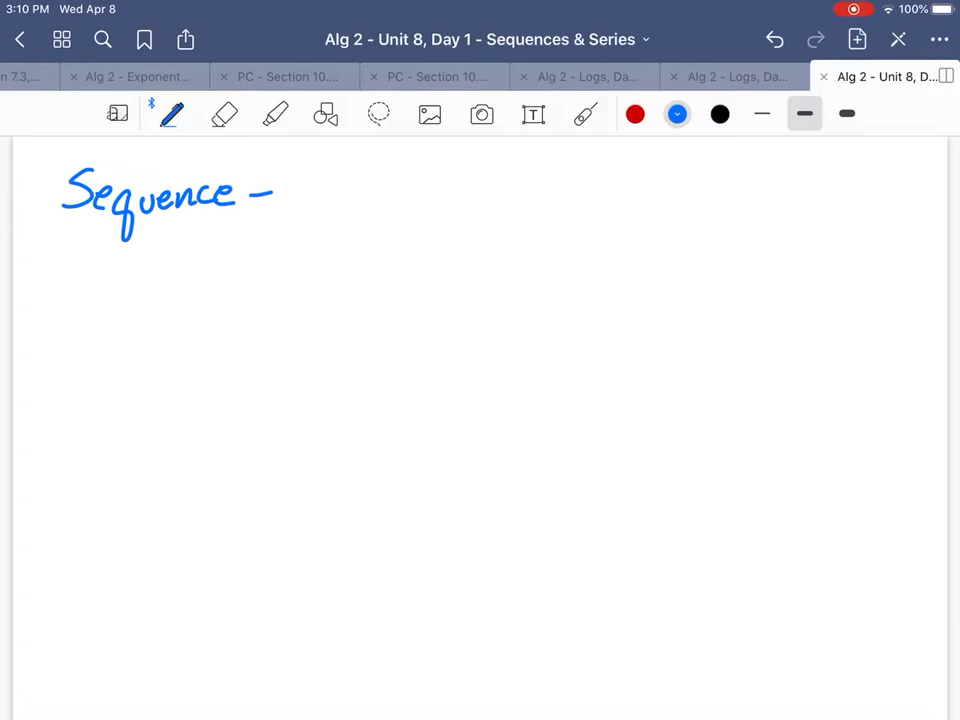 3:10 PM Wed Apr 8 100%
Alg 2 - Unit 8, Day 1 - Sequences & Series
n 7.3,... Alg 2 - Exponent... PC - Section 10.... PC - Section 10.... Alg 2 - Logs, Da... Alg 2 - Logs, Da... Alg 2 - Unit 8, D...
T
Sequence -